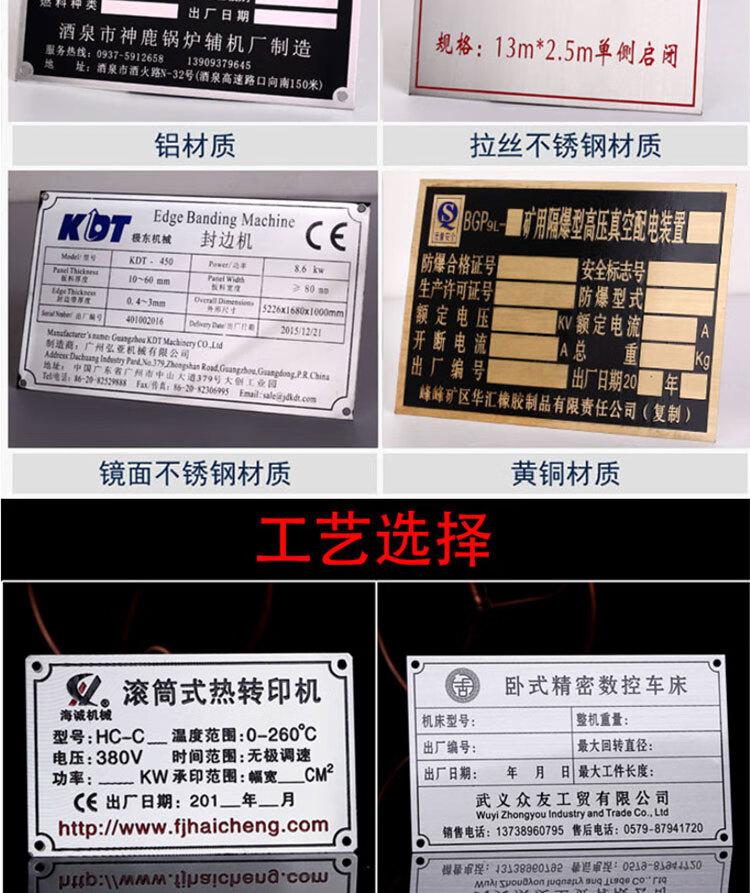 燃料种类
出厂日期
酒泉市神鹿锅炉辅机厂制造
服务热线: 0937-5912658 13909379645
地 址: 酒泉市酒火路N-32号(酒泉高速路口向南150米)
规格: 13m*2.5m单侧启闭
铝材质
拉丝不锈钢材质
KDT
极东机械
Edge Banding Machine
封边机
CE
Model/型号 KDT - 450 Power/功率 8.6 kw
Panel Thickness 板料厚度 10~60 mm Panel Width 板料宽度 ≥ 80 mm
Edge Thickness 封边带厚度 0.4~3mm Overall Dimensions 外形尺寸 5226x1680x1000mm
Serial Number/出厂编号 401002016 Delivery Date/出厂日期 2015/12/21
Manufacturer's name: Guangzhou KDT Machinery CO.,Ltd
制造商: 广州弘亚机械有限公司
Address:Dachuang Industry Pard,No.379,Zhongshan Road,Guangzhou,Guangdong,P.R.China
地址: 中国广东省广州市中山大道379号大创工业园
Tel/电话: 86-20-82529888 Fax/传真: 86-20-82306995 Email:sale@jdkdt.com
BGP9L- 矿用隔爆型高压真空配电装置
防爆合格证号 安全标志号
生产许可证号 防爆型式
额定电压 KV 额定电流 A
开断电流 A 总重 Kg
出厂编号 出厂日期20 年
峰峰矿区华汇橡胶制品有限责任公司(复制)
镜面不锈钢材质
黄铜材质
工艺选择
海诚机械
滚筒式热转印机
型号:HC-C__ 温度范围:0-260℃
电压:380V 时间范围:无极调速
功率:___KW 承印范围:幅宽___CM²
CE 出厂日期:201__年__月
http://www.fjhaicheng.com
卧式精密数控车床
机床型号: 整机重量:
出厂编号: 最大回转直径:
出厂日期: 年 月 日 最大工件长度:
武义众友工贸有限公司
Wuyi Zhongyou Industry and Trade Co., Ltd
销售电话: 13738960795 售后电话: 0579-87941720